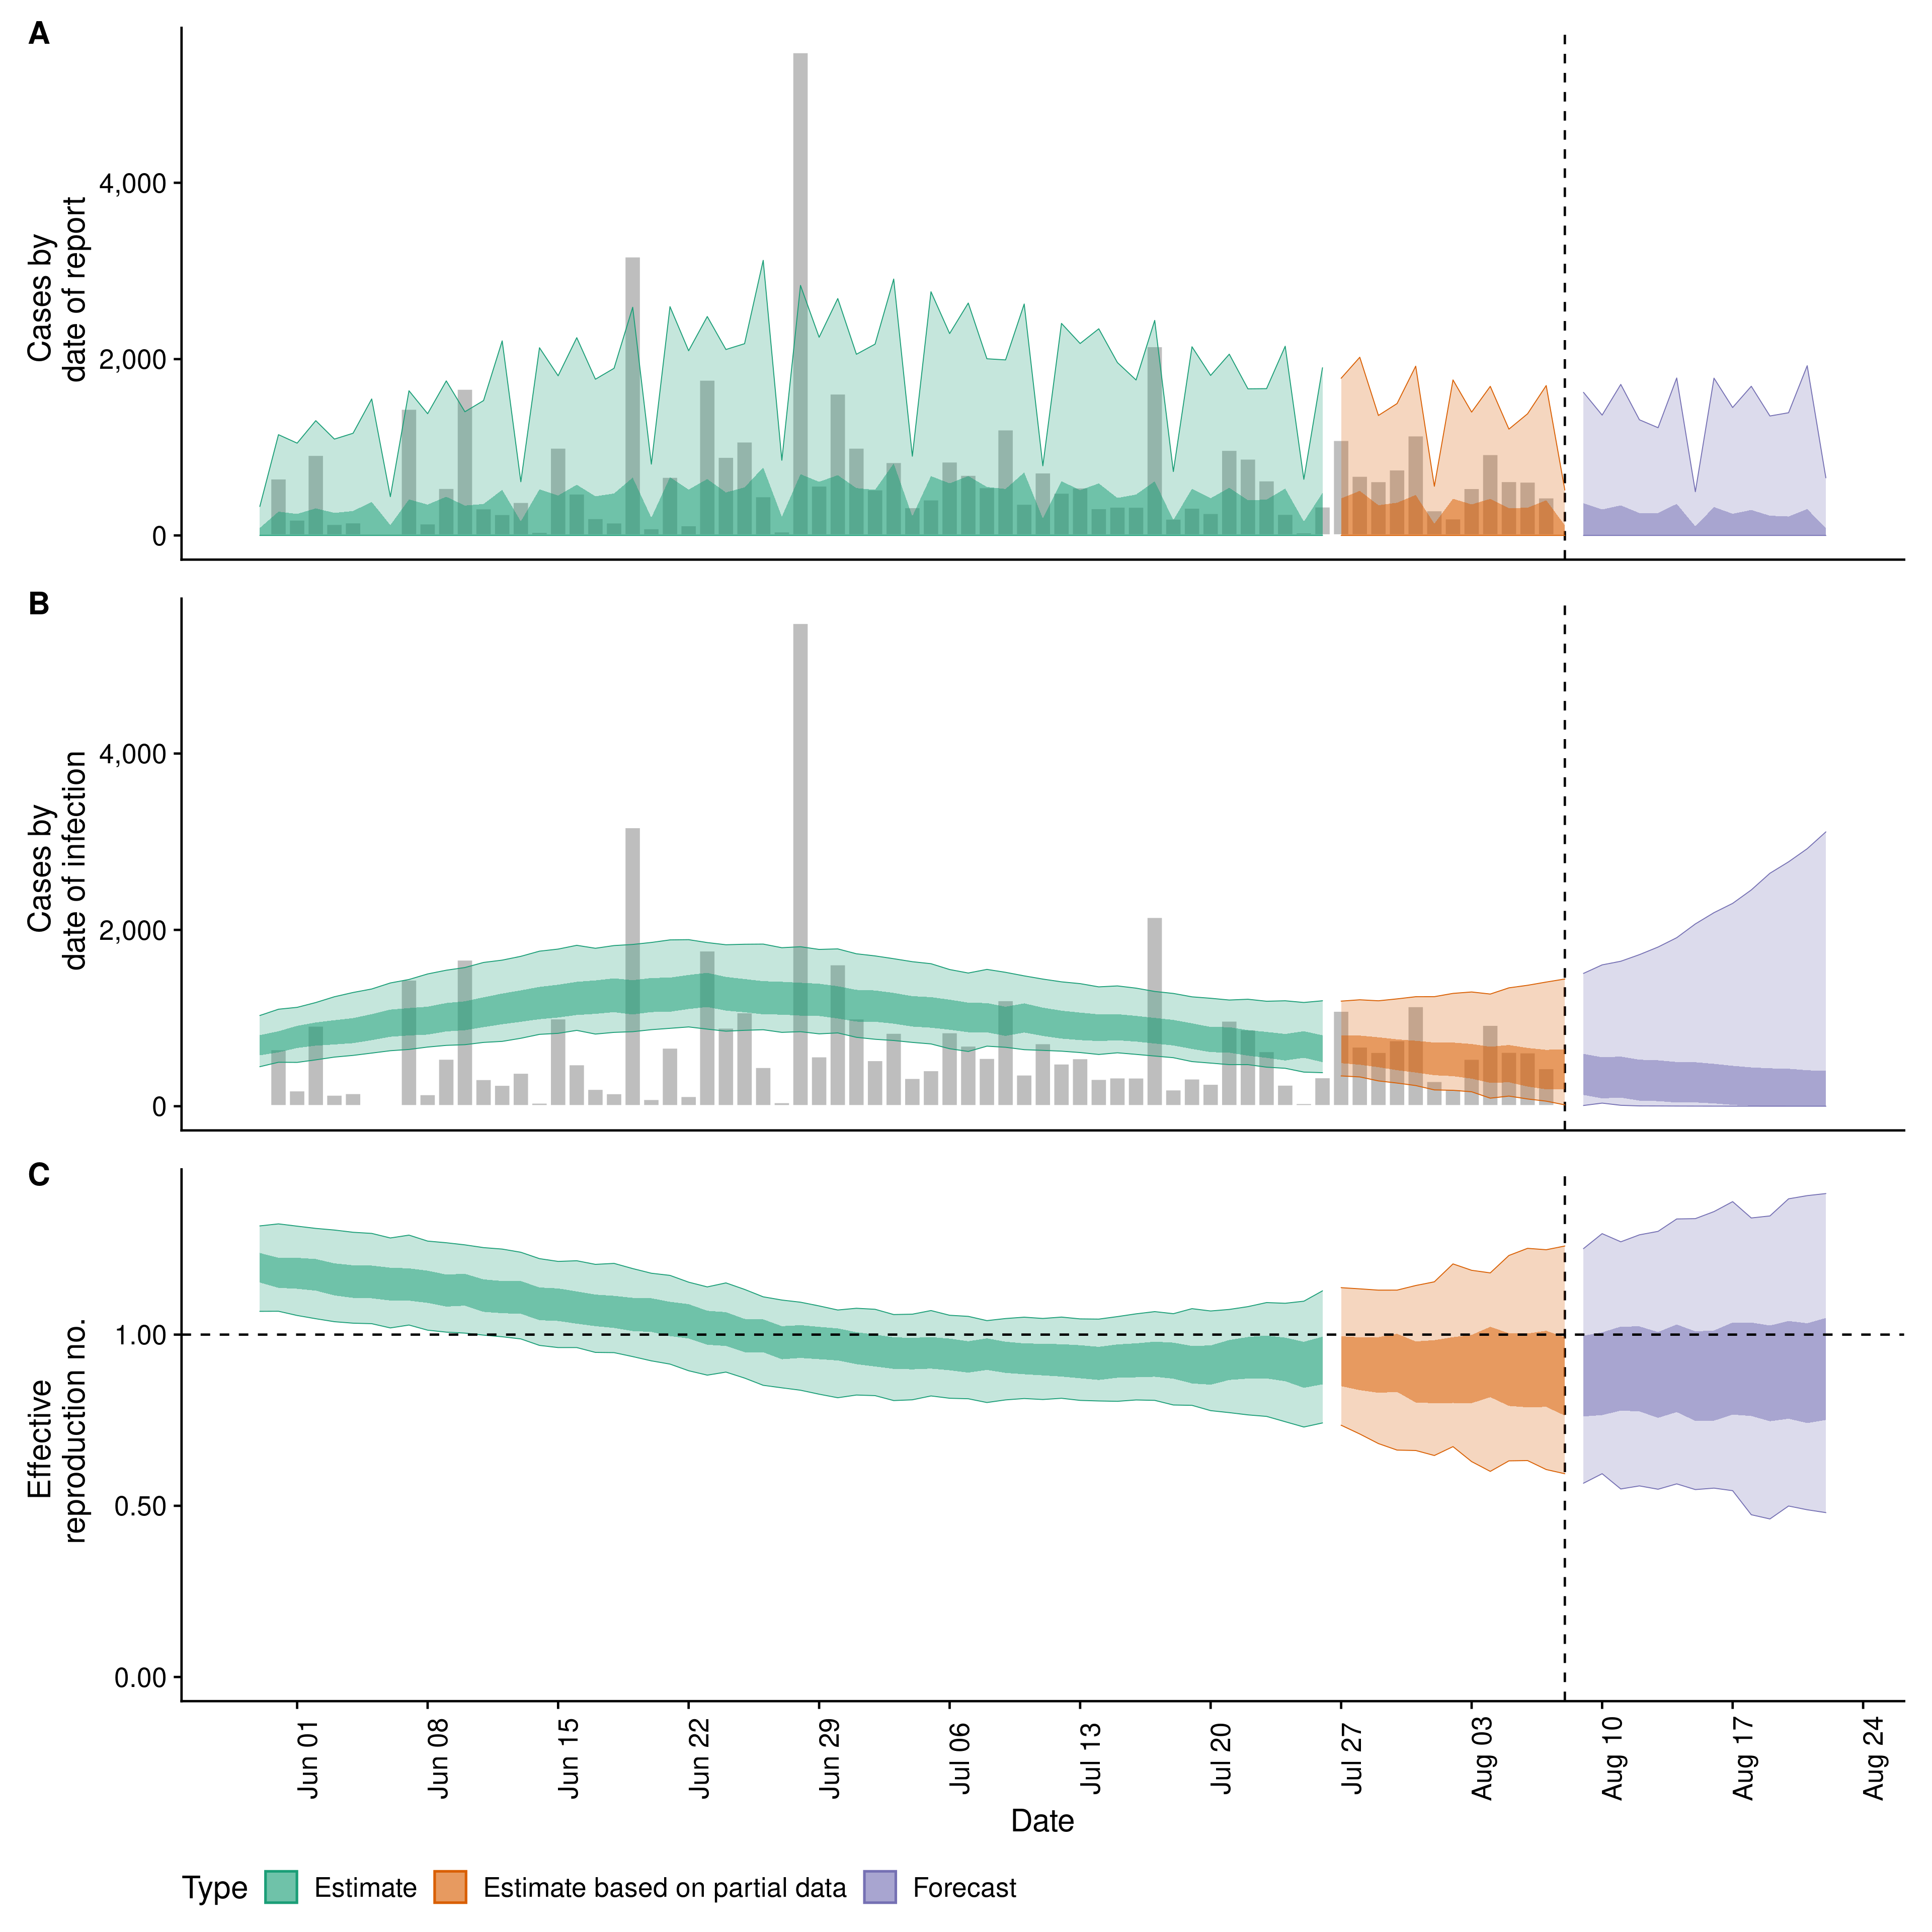 A
Cases by
date of report
4,000
2,000
0
B
Cases by
date of infection
4,000
2,000
0
C
Effective
reproduction no.
1.00
0.50
0.00
Jun 01
Jun 08
Jun 15
Jun 22
Jun 29
Jul 06
Jul 13
Jul 20
Jul 27
Aug 03
Aug 10
Aug 17
Aug 24
Date
Type Estimate Estimate based on partial data Forecast